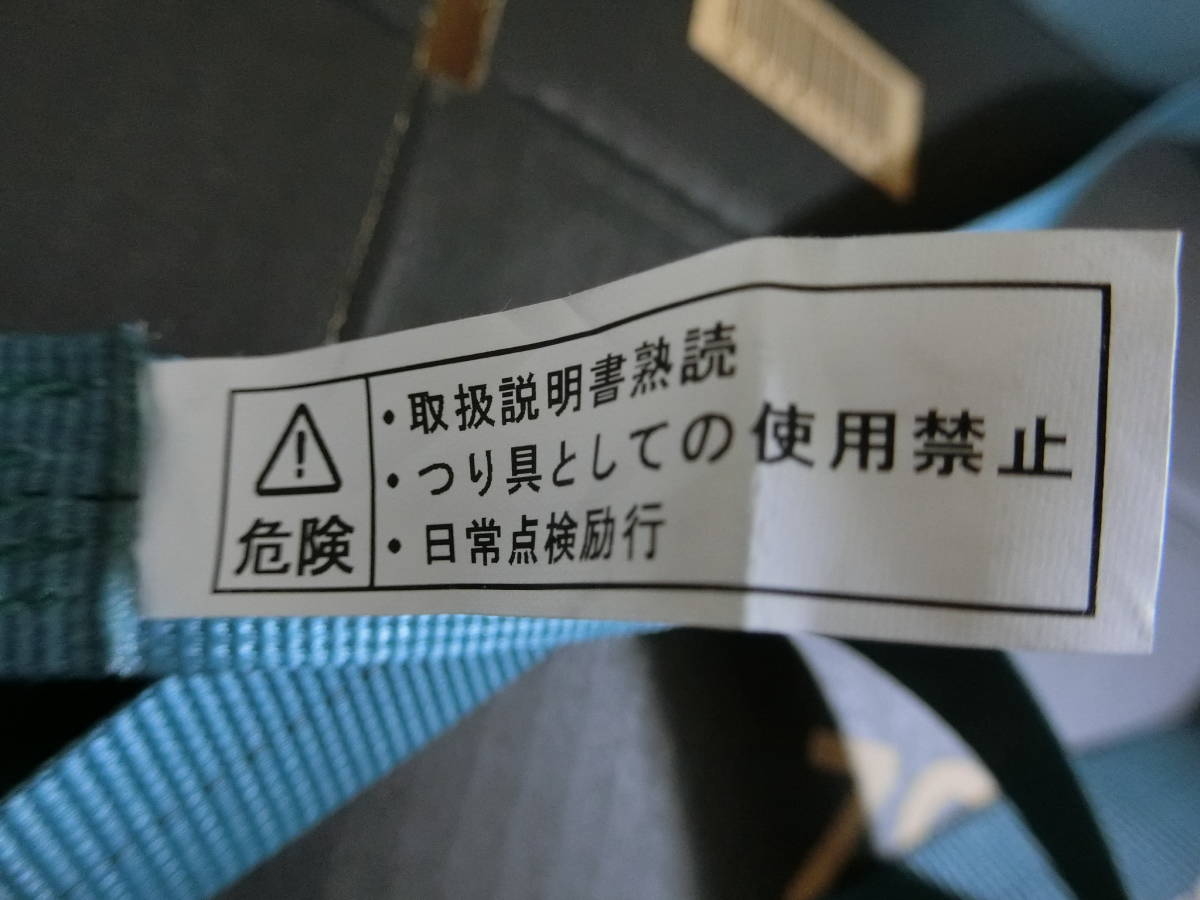 危険
・取扱説明書熟読
・つり具としての使用禁止
・日常点検励行